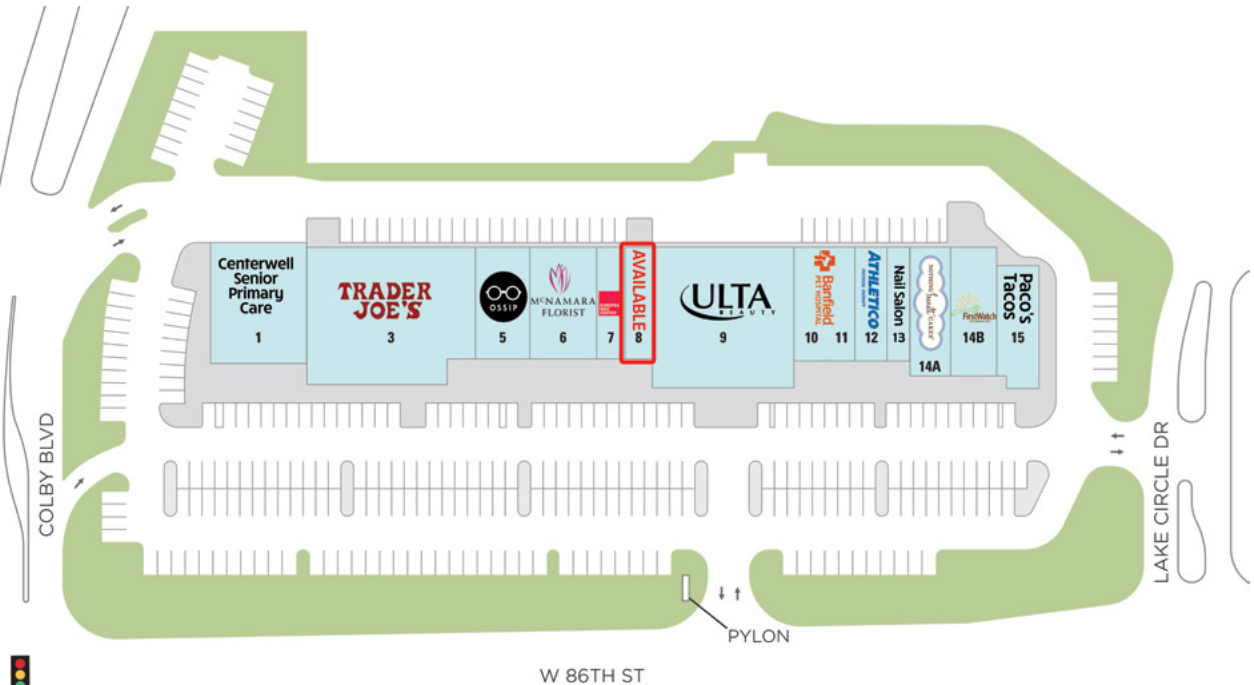 Centerwell
Senior
Primary
Care
1
TRADER
JOE'S
3
OSSIP
5
McNAMARA
FLORIST
6
7
AVAILABLE
8
ULTA
BEAUTY
9
Banfield
PET HOSPITAL
10
11
ATHLETICO
PHYSICAL THERAPY
12
Nail Salon
13
NOTHING
bundt
CAKES
14A
FirstWatch
14B
Paco's
Tacos
15
COLBY BLVD
LAKE CIRCLE DR
PYLON
W 86TH ST